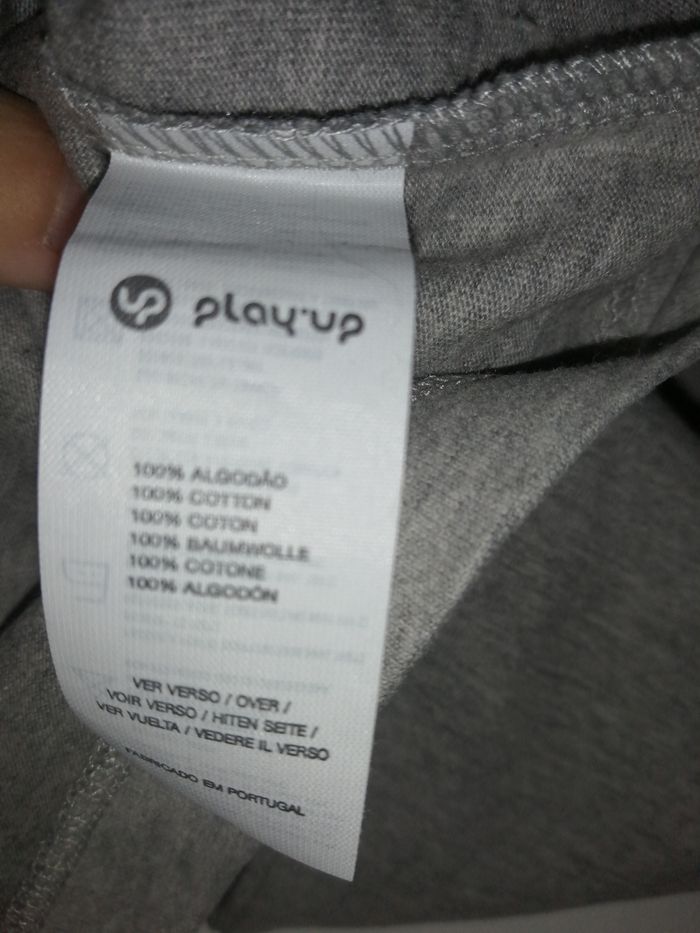 play'up
100% ALGODÃO
100% COTTON
100% COTON
100% BAUMWOLLE
100% COTONE
100% ALGODÓN
VER VERSO / OVER /
VOIR VERSO / HITEN SEITE /
VER VUELTA / VEDERE IL VERSO
FABRICADO EM PORTUGAL